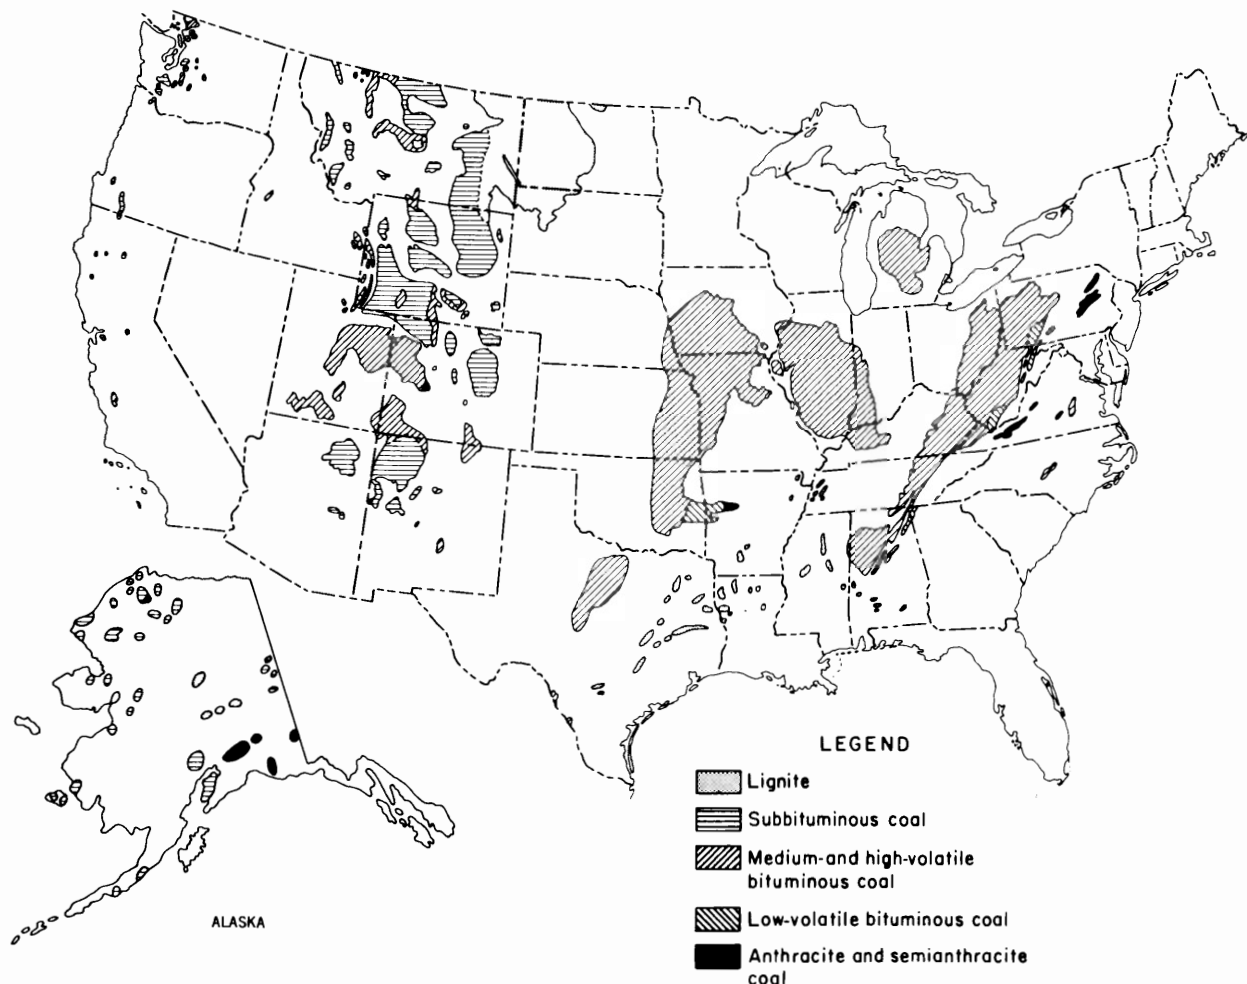 LEGEND
Lignite
Subbituminous coal
Medium-and high-volatile
bituminous coal
Low-volatile bituminous coal
Anthracite and semianthracite
coal
ALASKA